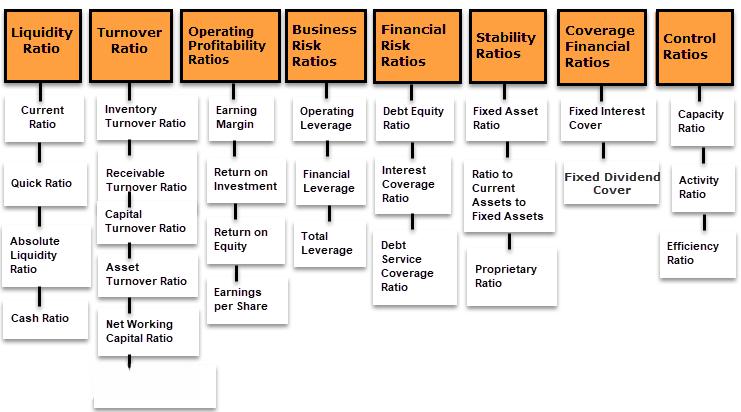 Liquidity
Ratio
Current
Ratio
Quick Ratio
Absolute
Liquidity
Ratio
Cash Ratio
Turnover
Ratio
Inventory
Turnover Ratio
Receivable
Turnover Ratio
Capital
Turnover Ratio
Asset
Turnover Ratio
Net Working
Capital Ratio
Operating
Profitability
Ratios
Earning
Margin
Return on
Investment
Return on
Equity
Earnings
per Share
Business
Risk
Ratios
Operating
Leverage
Financial
Leverage
Total
Leverage
Financial
Risk
Ratios
Debt Equity
Ratio
Interest
Coverage
Ratio
Debt
Service
Coverage
Ratio
Stability
Ratios
Fixed Asset
Ratio
Ratio to
Current
Assets to
Fixed Assets
Proprietary
Ratio
Coverage
Financial
Ratios
Fixed Interest
Cover
Fixed Dividend
Cover
Control
Ratios
Capacity
Ratio
Activity
Ratio
Efficiency
Ratio